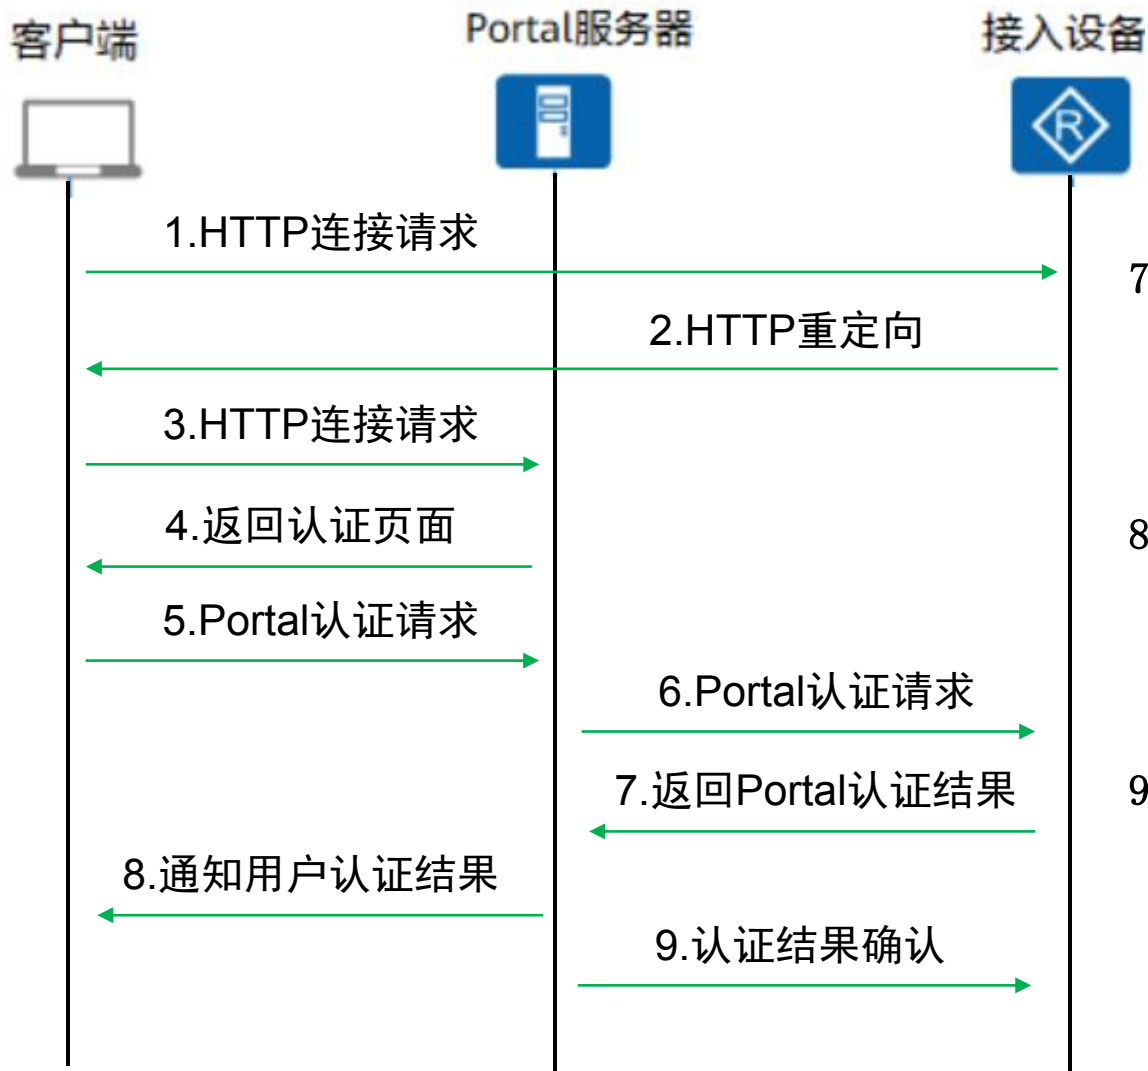 客户端
Portal服务器
接入设备
R
1.HTTP连接请求
7
2.HTTP重定向
3.HTTP连接请求
4.返回认证页面
8
5.Portal认证请求
6.Portal认证请求
7.返回Portal认证结果
9
8.通知用户认证结果
9.认证结果确认